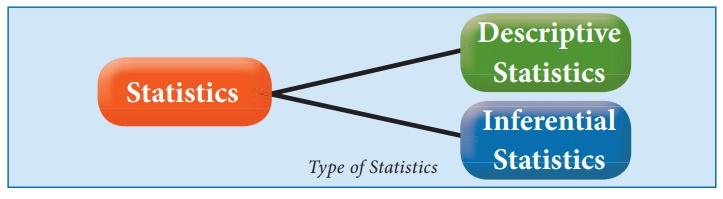 Statistics
Descriptive
Statistics
Inferential
Statistics
Type of Statistics